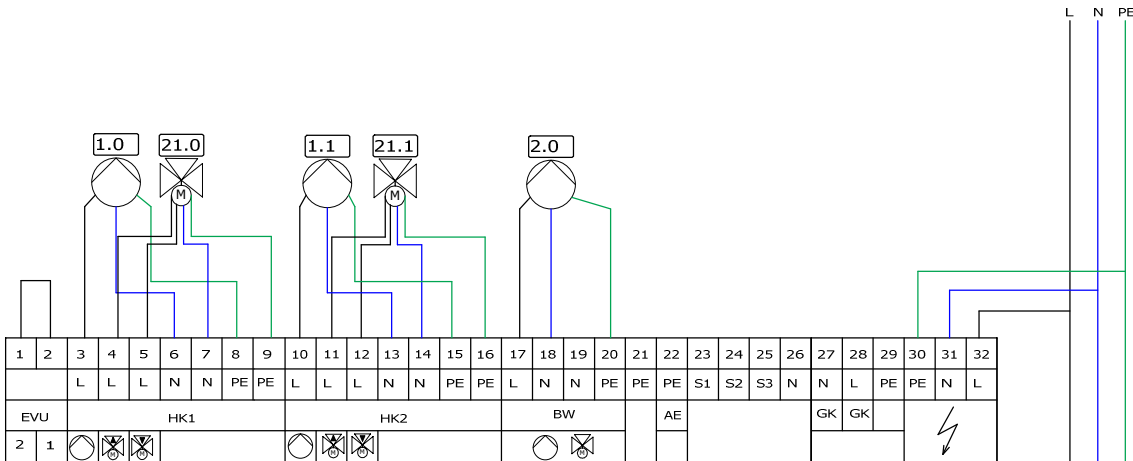 L N PE
1.0 21.0 1.1 21.1 2.0
M M
1 2 3 4 5 6 7 8 9 10 11 12 13 14 15 16 17 18 19 20 21 22 23 24 25 26 27 28 29 30 31 32
L L L N N PE PE L L L N N PE PE L N N PE PE PE S1 S2 S3 N N L PE PE N L
EVU HK1 HK2 BW AE GK GK
2 1 M M M M M